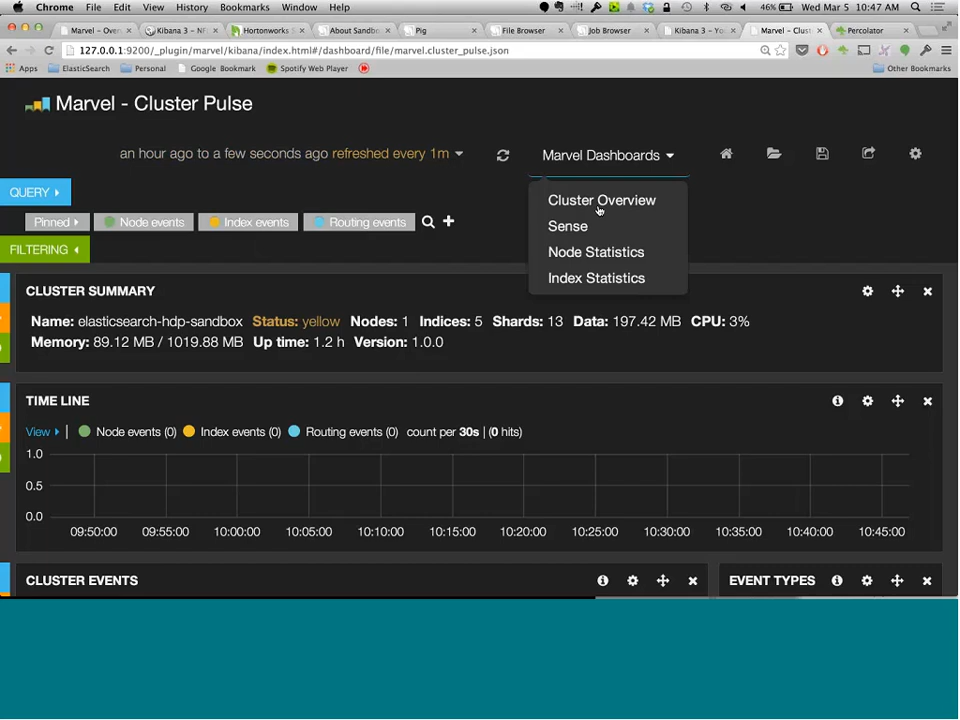 Chrome File Edit View History Bookmarks Window Help 46% Wed Mar 5 10:47 AM
Marvel - Over Kibana 3 - NF Hortonworks About Sandbo Pig File Browser Job Browser Kibana 3 - Yo Marvel - Clus Percolator
127.0.0.1:9200/_plugin/marvel/kibana/index.html#/dashboard/file/marvel.cluster_pulse.json
Apps ElasticSearch Personal Google Bookmark Spotify Web Player Other Bookmarks
Marvel - Cluster Pulse
an hour ago to a few seconds ago refreshed every 1m Marvel Dashboards
QUERY
Cluster Overview
Pinned Node events Index events Routing events
Sense
FILTERING
Node Statistics
Index Statistics
CLUSTER SUMMARY
Name: elasticsearch-hdp-sandbox Status: yellow Nodes: 1 Indices: 5 Shards: 13 Data: 197.42 MB CPU: 3%
Memory: 89.12 MB / 1019.88 MB Up time: 1.2 h Version: 1.0.0
TIME LINE
View | Node events (0) Index events (0) Routing events (0) count per 30s | (0 hits)
1.0
0.5
0.0
09:50:00 09:55:00 10:00:00 10:05:00 10:10:00 10:15:00 10:20:00 10:25:00 10:30:00 10:35:00 10:40:00 10:45:00
CLUSTER EVENTS EVENT TYPES